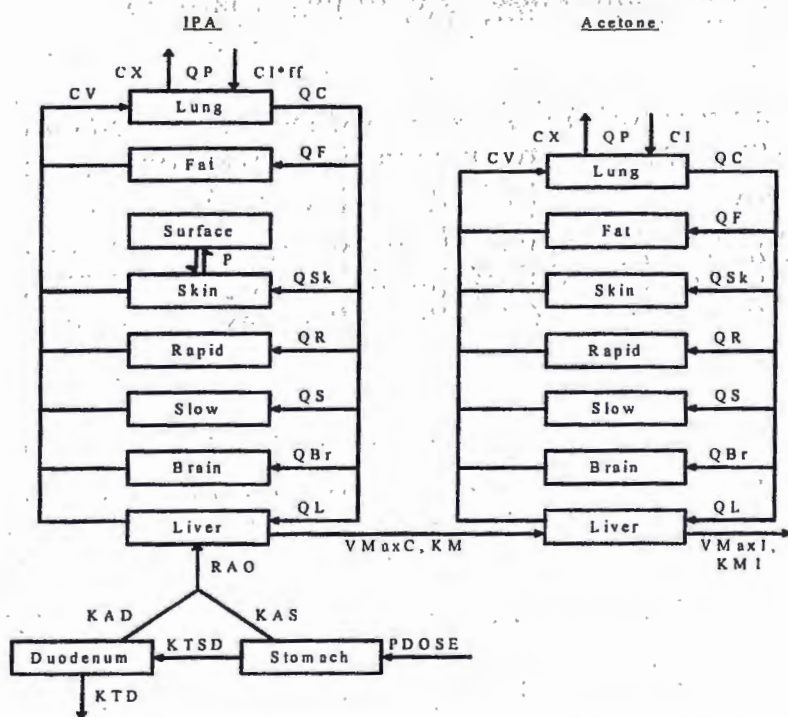 IPA
Acetone
CX QP CI*ff
CV Lung QC
Fat QF
Surface
P
Skin QSk
Rapid QR
Slow QS
Brain QBr
Liver QL
VMaxC, KM
RAO
KAD KAS
Duodenum KTSD Stomach PDOSE
KTD
CX QP CI
CV Lung QC
Fat QF
Skin QSk
Rapid QR
Slow QS
Brain QBr
Liver QL
VMax1,
KM1